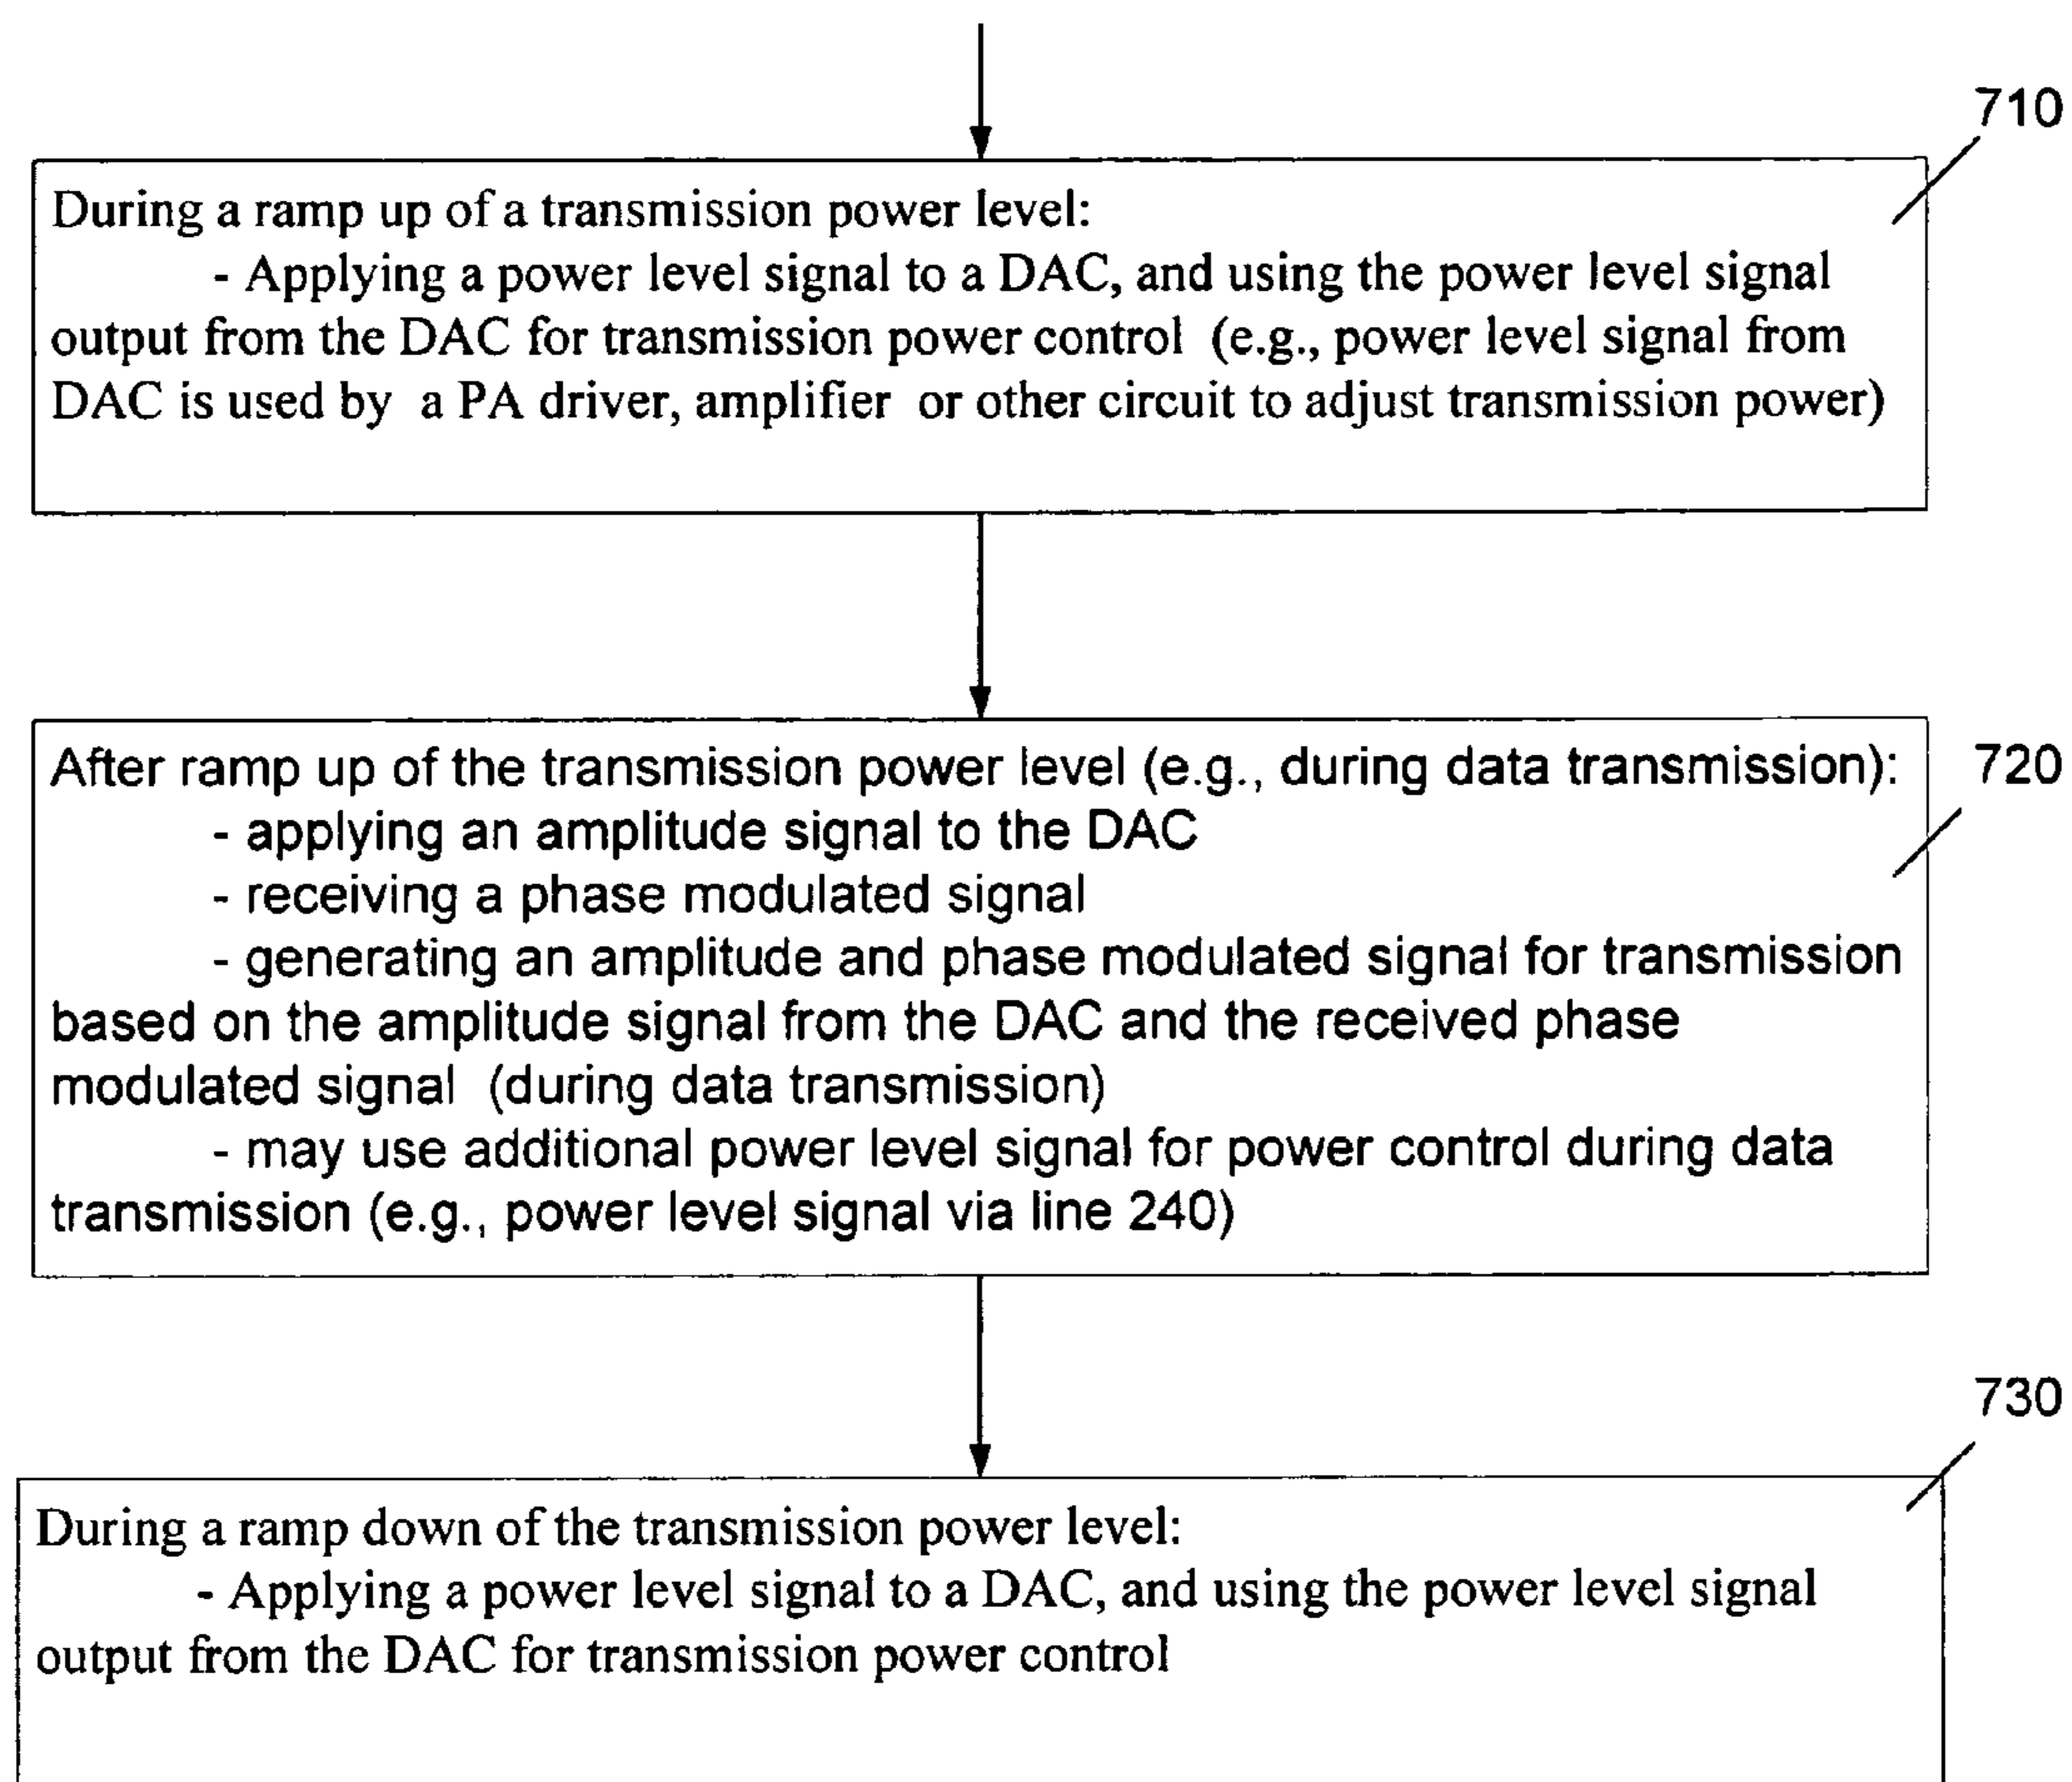 710
During a ramp up of a transmission power level:
- Applying a power level signal to a DAC, and using the power level signal
output from the DAC for transmission power control (e.g., power level signal from
DAC is used by a PA driver, amplifier or other circuit to adjust transmission power)
720
After ramp up of the transmission power level (e.g., during data transmission):
- applying an amplitude signal to the DAC
- receiving a phase modulated signal
- generating an amplitude and phase modulated signal for transmission
based on the amplitude signal from the DAC and the received phase
modulated signal (during data transmission)
- may use additional power level signal for power control during data
transmission (e.g., power level signal via line 240)
730
During a ramp down of the transmission power level:
- Applying a power level signal to a DAC, and using the power level signal
output from the DAC for transmission power control